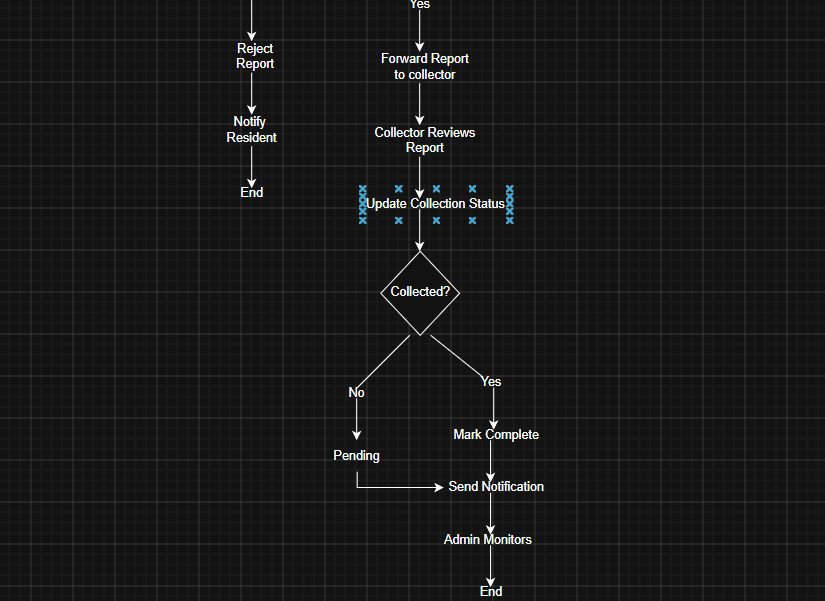 Yes
Reject
Report
Forward Report
to collector
Notify
Resident
Collector Reviews
Report
End
Update Collection Status
Collected?
No
Yes
Mark Complete
Pending
Send Notification
Admin Monitors
End